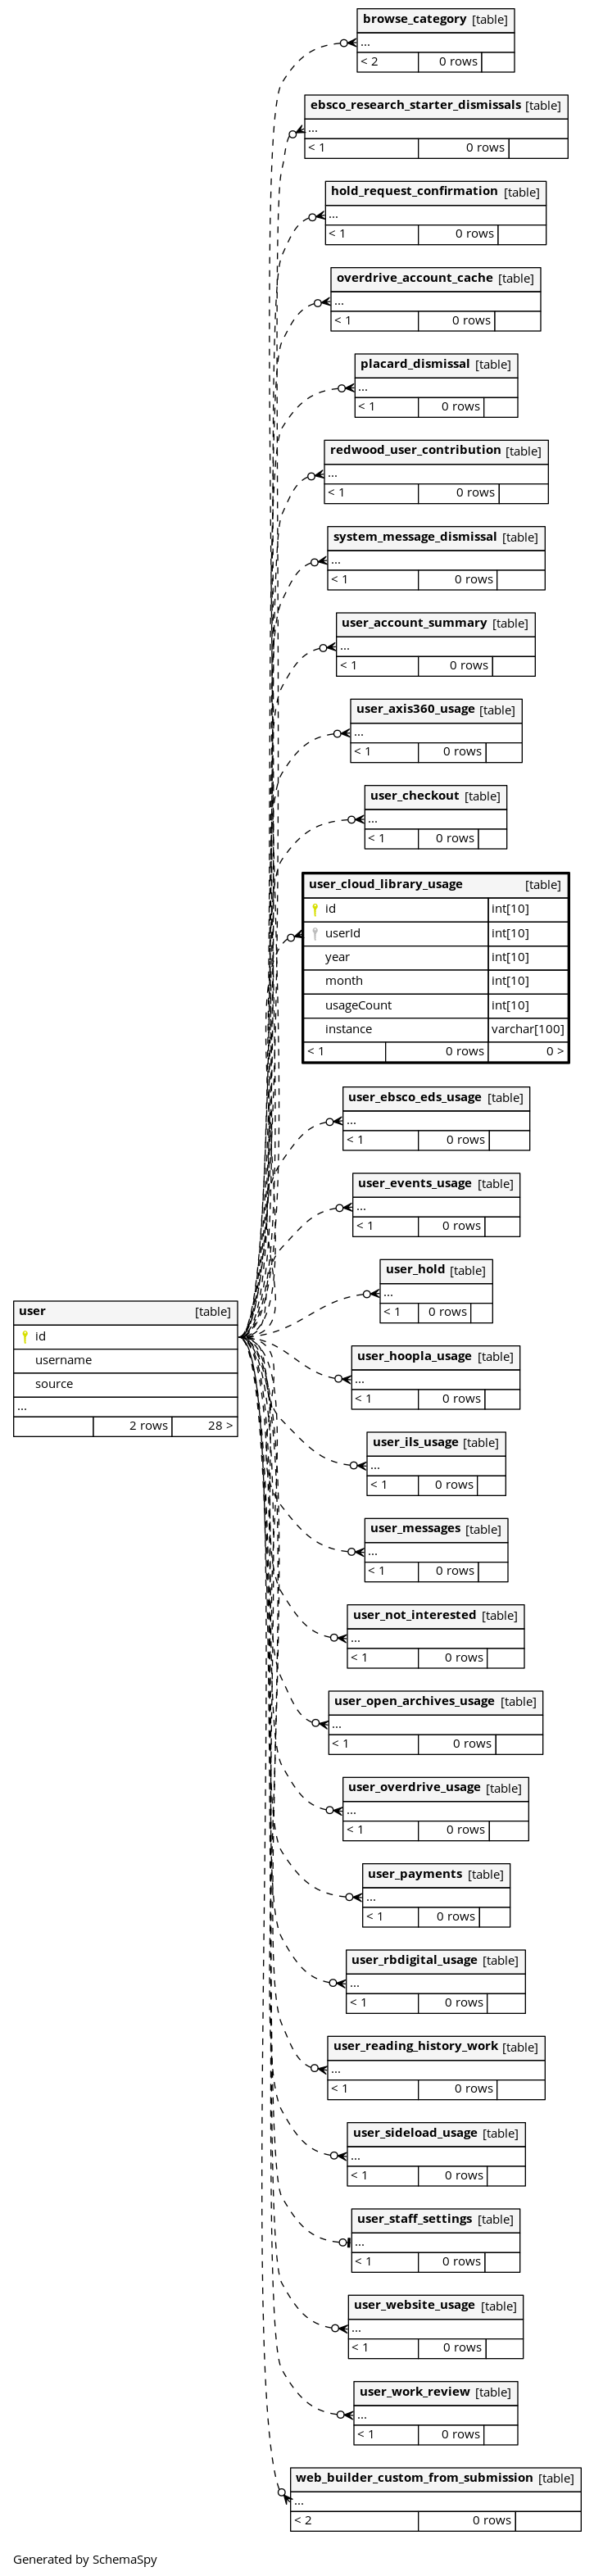 browse_category [table]
...
< 2 0 rows
ebsco_research_starter_dismissals [table]
...
< 1 0 rows
hold_request_confirmation [table]
...
< 1 0 rows
overdrive_account_cache [table]
...
< 1 0 rows
placard_dismissal [table]
...
< 1 0 rows
redwood_user_contribution [table]
...
< 1 0 rows
system_message_dismissal [table]
...
< 1 0 rows
user_account_summary [table]
...
< 1 0 rows
user_axis360_usage [table]
...
< 1 0 rows
user_checkout [table]
...
< 1 0 rows
user_cloud_library_usage [table]
id int[10]
userId int[10]
year int[10]
month int[10]
usageCount int[10]
instance varchar[100]
< 1 0 rows 0 >
user_ebsco_eds_usage [table]
...
< 1 0 rows
user_events_usage [table]
...
< 1 0 rows
user_hold [table]
...
< 1 0 rows
user [table]
id
username
source
...
2 rows 28 >
user_hoopla_usage [table]
...
< 1 0 rows
user_ils_usage [table]
...
< 1 0 rows
user_messages [table]
...
< 1 0 rows
user_not_interested [table]
...
< 1 0 rows
user_open_archives_usage [table]
...
< 1 0 rows
user_overdrive_usage [table]
...
< 1 0 rows
user_payments [table]
...
< 1 0 rows
user_rbdigital_usage [table]
...
< 1 0 rows
user_reading_history_work [table]
...
< 1 0 rows
user_sideload_usage [table]
...
< 1 0 rows
user_staff_settings [table]
...
< 1 0 rows
user_website_usage [table]
...
< 1 0 rows
user_work_review [table]
...
< 1 0 rows
web_builder_custom_from_submission [table]
...
< 2 0 rows
Generated by SchemaSpy